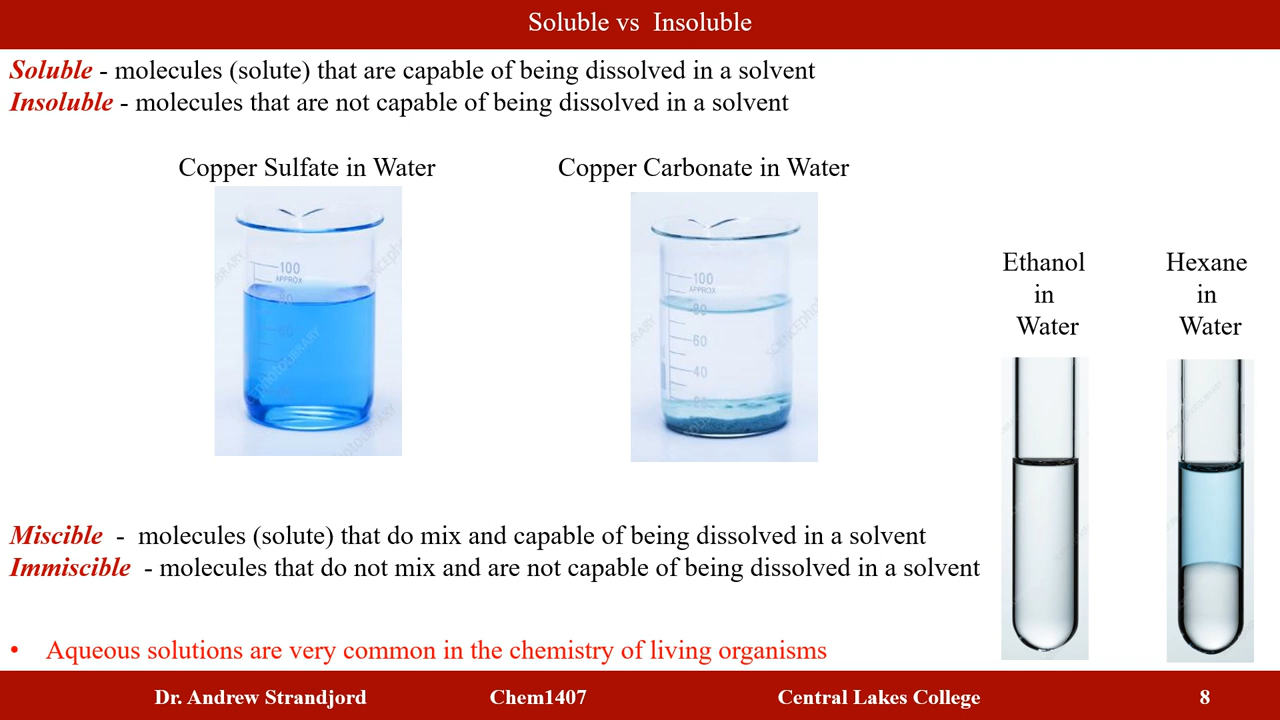 Soluble vs  Insoluble
Soluble - molecules (solute) that are capable of being dissolved in a solvent
Insoluble - molecules that are not capable of being dissolved in a solvent
Copper Sulfate in Water
Copper Carbonate in Water
100
APPROX
80
60
100
APPROX
80
60
40
20
Ethanol
in
Water
Hexane
in
Water
Miscible  -  molecules (solute) that do mix and capable of being dissolved in a solvent
Immiscible  - molecules that do not mix and are not capable of being dissolved in a solvent
• Aqueous solutions are very common in the chemistry of living organisms
Dr. Andrew Strandjord
Chem1407
Central Lakes College
8